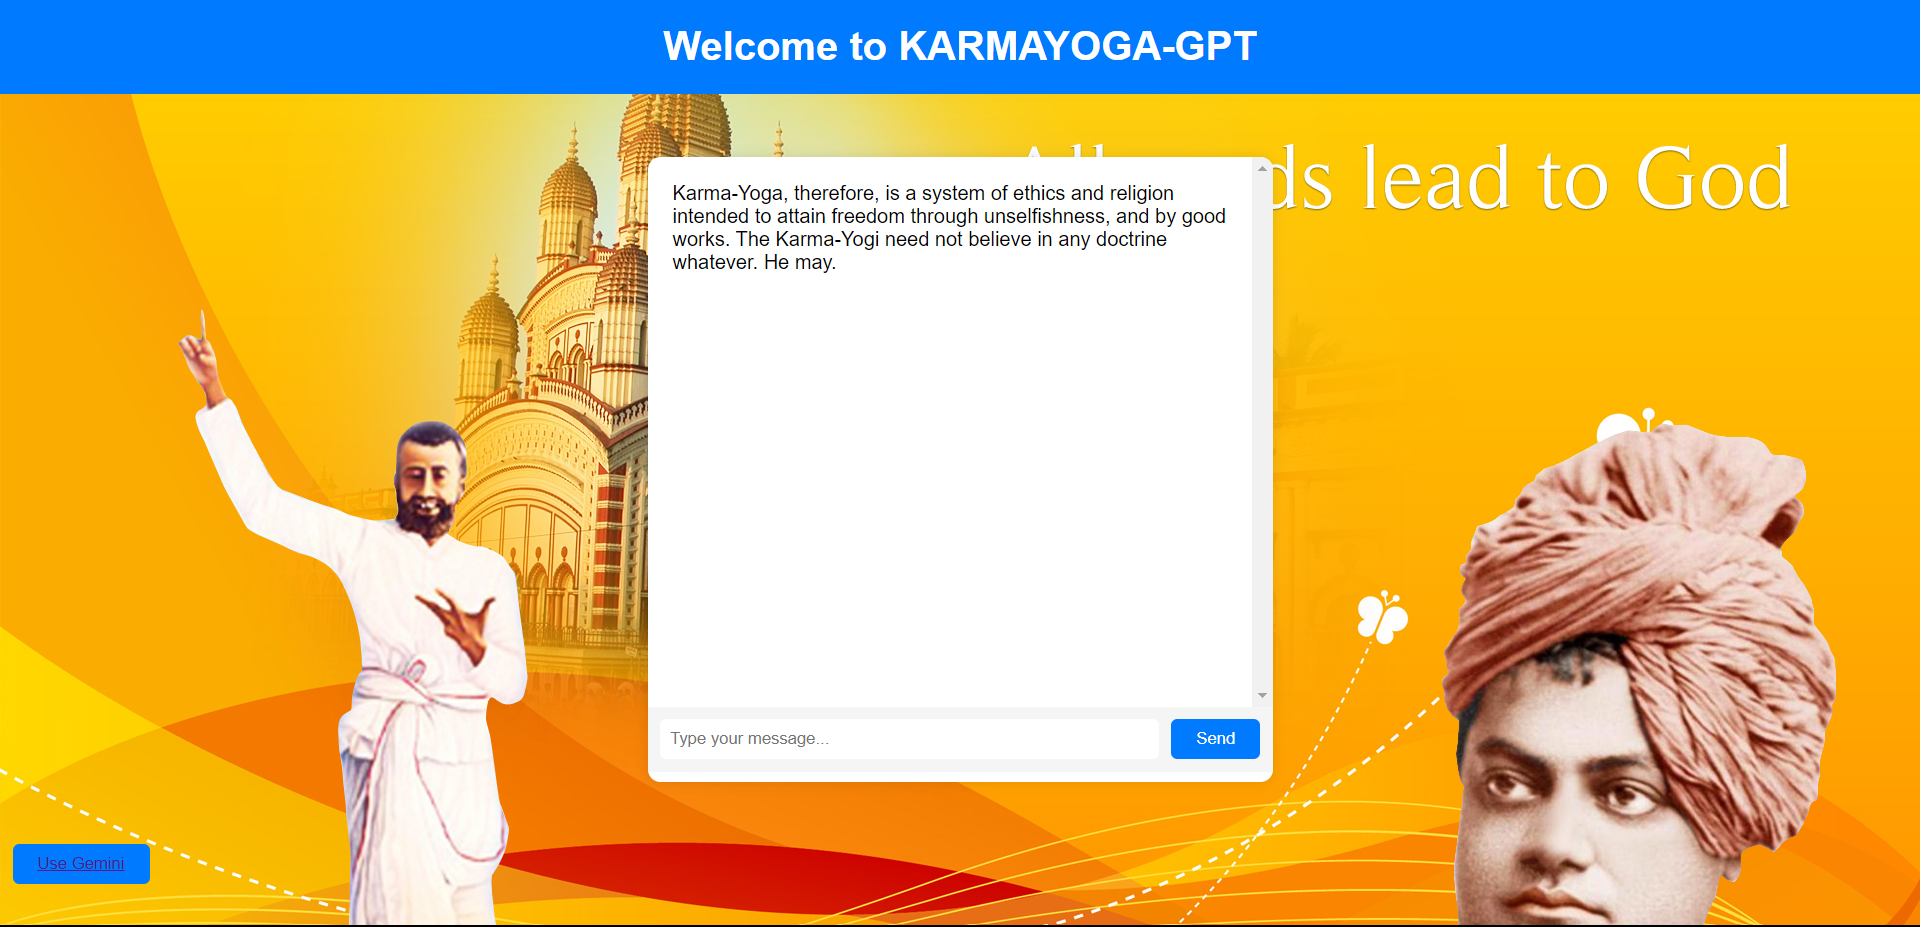 Welcome to KARMAYOGA-GPT
lead to God
Karma-Yoga, therefore, is a system of ethics and religion
intended to attain freedom through unselfishness, and by good
works. The Karma-Yogi need not believe in any doctrine
whatever. He may.
Type your message...
Send
Use Gemini